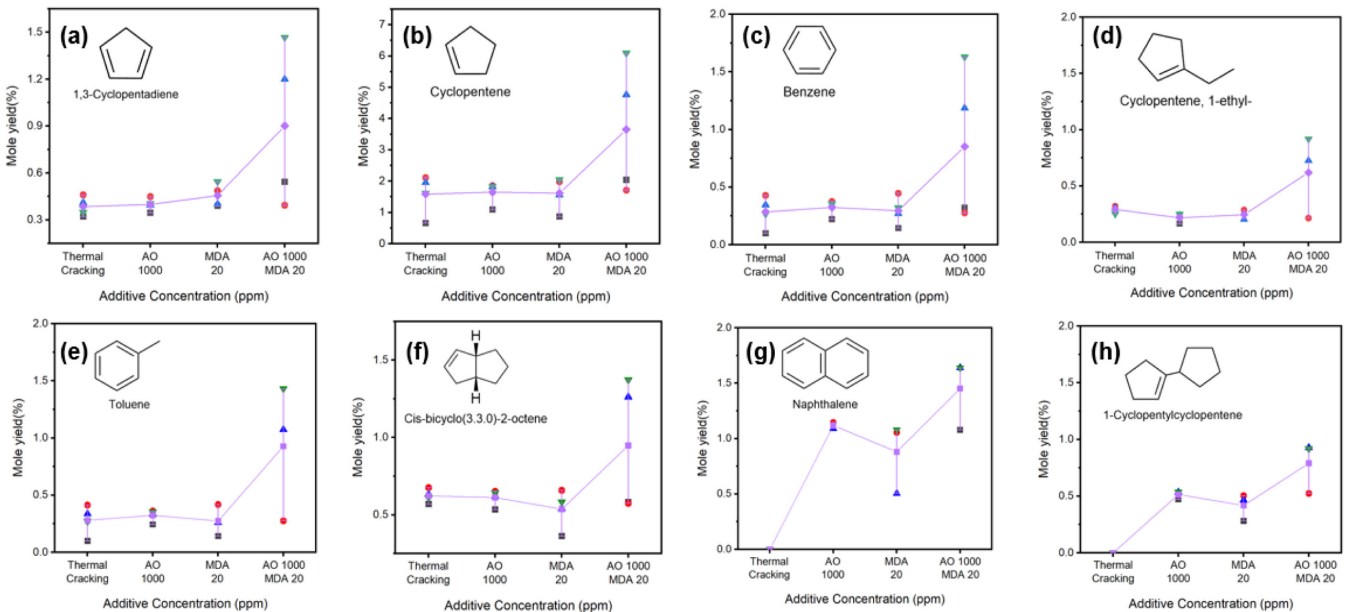 (a)
1,3-Cyclopentadiene
Mole yield(%)
1.5
1.2
0.9
0.6
0.3
Thermal Cracking
AO 1000
MDA 20
AO 1000 MDA 20
Additive Concentration (ppm)
(b)
Cyclopentene
Mole yield(%)
7
6
5
4
3
2
1
0
Thermal Cracking
AO 1000
MDA 20
AO 1000 MDA 20
Additive Concentration (ppm)
(c)
Benzene
Mole yield(%)
2.0
1.5
1.0
0.5
0.0
Thermal Cracking
AO 1000
MDA 20
AO 1000 MDA 20
Additive Concentration (ppm)
(d)
Cyclopentene, 1-ethyl-
Mole yield(%)
2.0
1.5
1.0
0.5
0.0
Thermal Cracking
AO 1000
MDA 20
AO 1000 MDA 20
Additive Concentration (ppm)
(e)
Toluene
Mole yield(%)
2.0
1.5
1.0
0.5
0.0
Thermal Cracking
AO 1000
MDA 20
AO 1000 MDA 20
Additive Concentration (ppm)
(f)
H
H
Cis-bicyclo(3.3.0)-2-octene
Mole yield(%)
1.5
1.0
0.5
Thermal Cracking
AO 1000
MDA 20
AO 1000 MDA 20
Additive Concentration (ppm)
(g)
Naphthalene
Mole yield(%)
2.0
1.5
1.0
0.5
0.0
Thermal Cracking
AO 1000
MDA 20
AO 1000 MDA 20
Additive Concentration (ppm)
(h)
1-Cyclopentylcyclopentene
Mole yield(%)
2.0
1.5
1.0
0.5
0.0
Thermal Cracking
AO 1000
MDA 20
AO 1000 MDA 20
Additive Concentration (ppm)